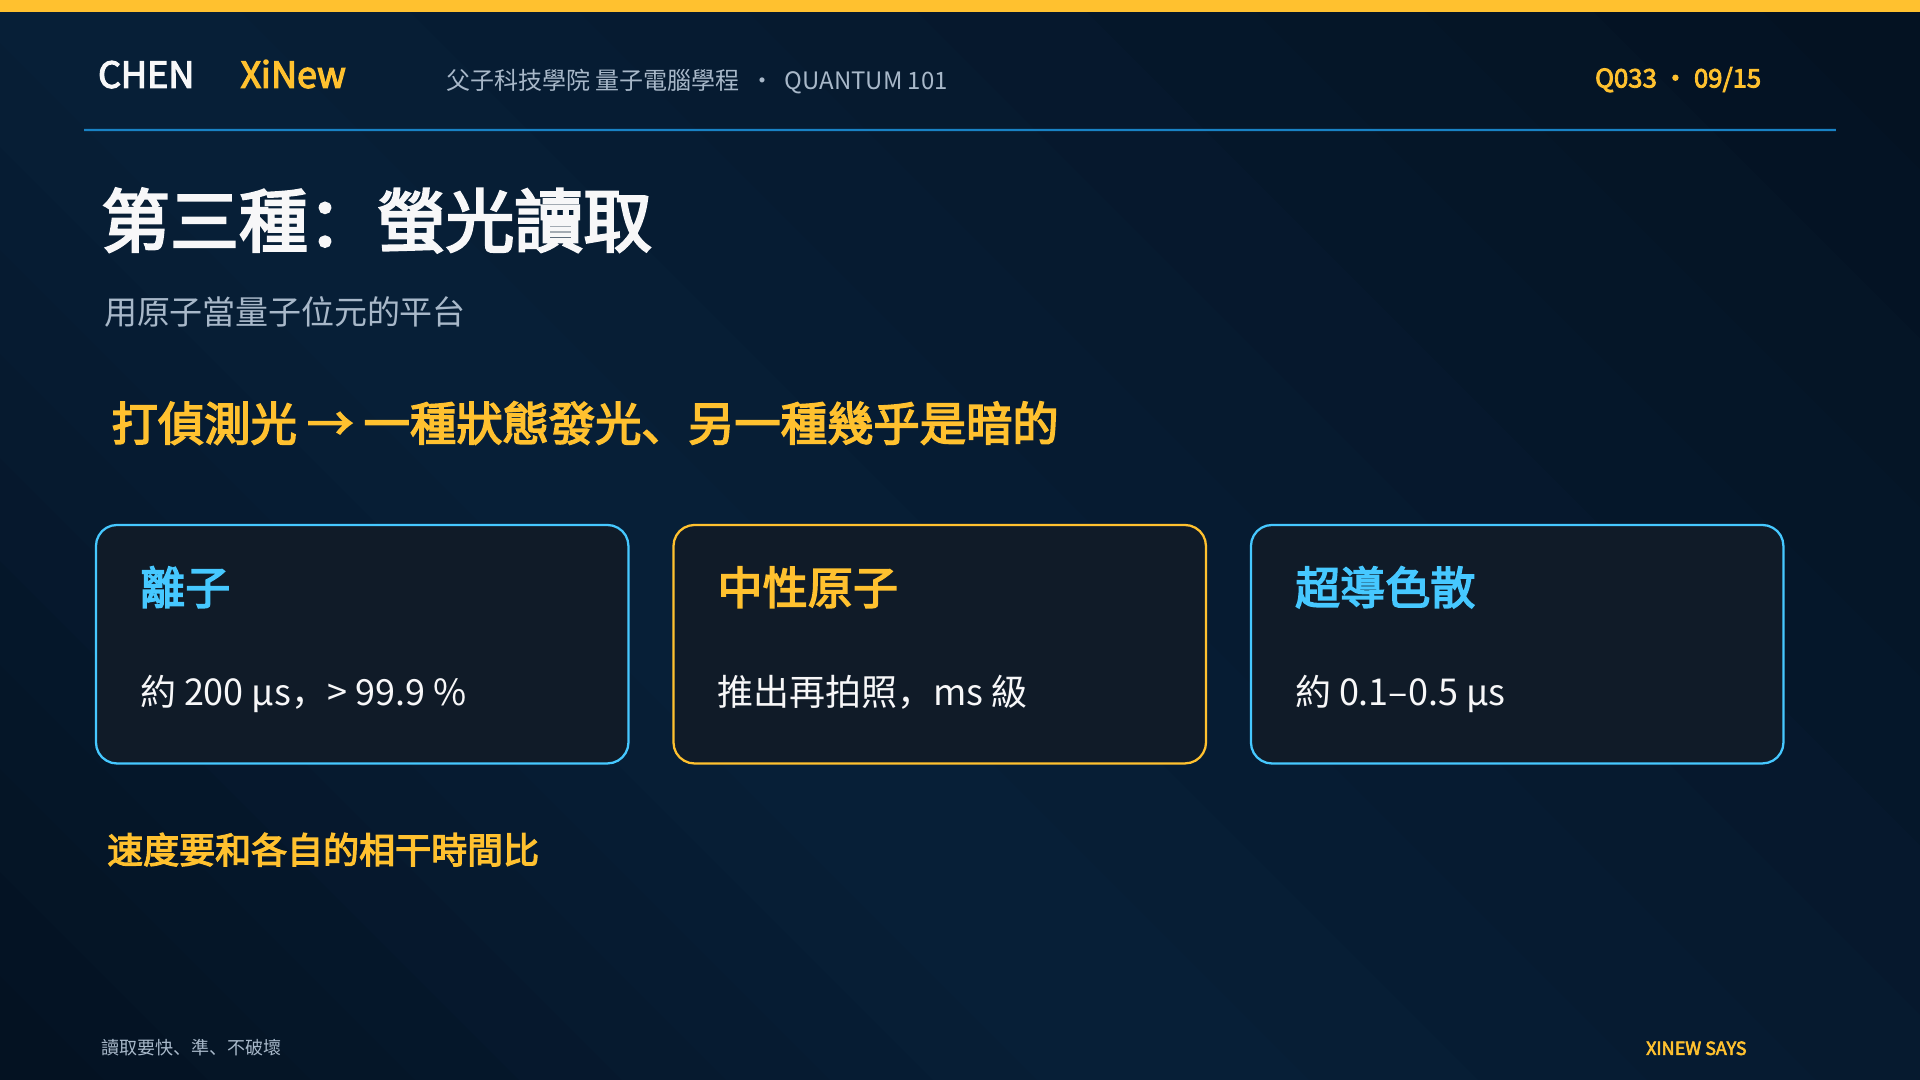 CHEN XiNew 父子科技學院 量子電腦學程 • QUANTUM 101 Q033 • 09/15
第三種：螢光讀取
用原子當量子位元的平台
打偵測光 → 一種狀態發光、另一種幾乎是暗的
離子
約 200 μs，> 99.9 %
中性原子
推出再拍照，ms 級
超導色散
約 0.1–0.5 μs
速度要和各自的相干時間比
讀取要快、準、不破壞 XINEW SAYS